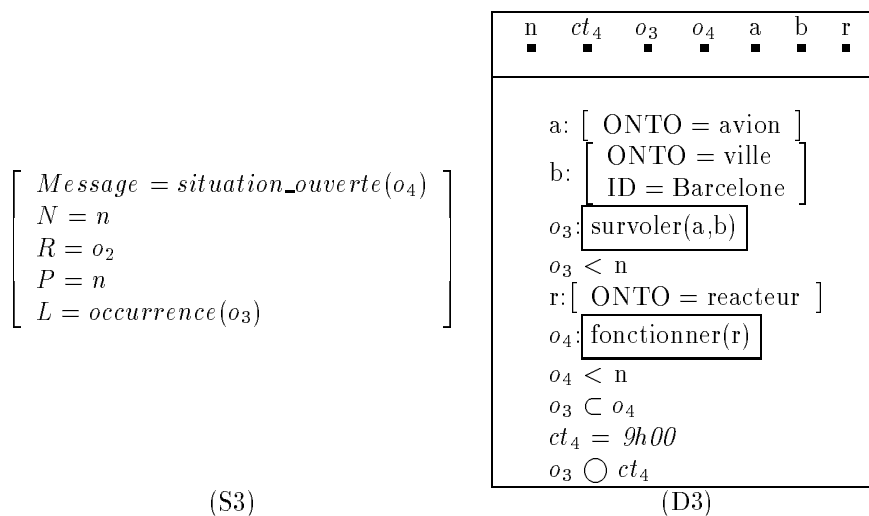 Message = situation_ouverte(o₄)
N = n
R = o₂
P = n
L = occurrence(o₃)
(S3)
n ct₄ o₃ o₄ a b r
a: [ ONTO = avion ]
b: [ ONTO = ville
ID = Barcelone ]
o₃: survoler(a,b)
o₃ < n
r:[ ONTO = reacteur ]
o₄: fonctionner(r)
o₄ < n
o₃ ⊂ o₄
ct₄ = 9h00
o₃ ◯ ct₄
(D3)